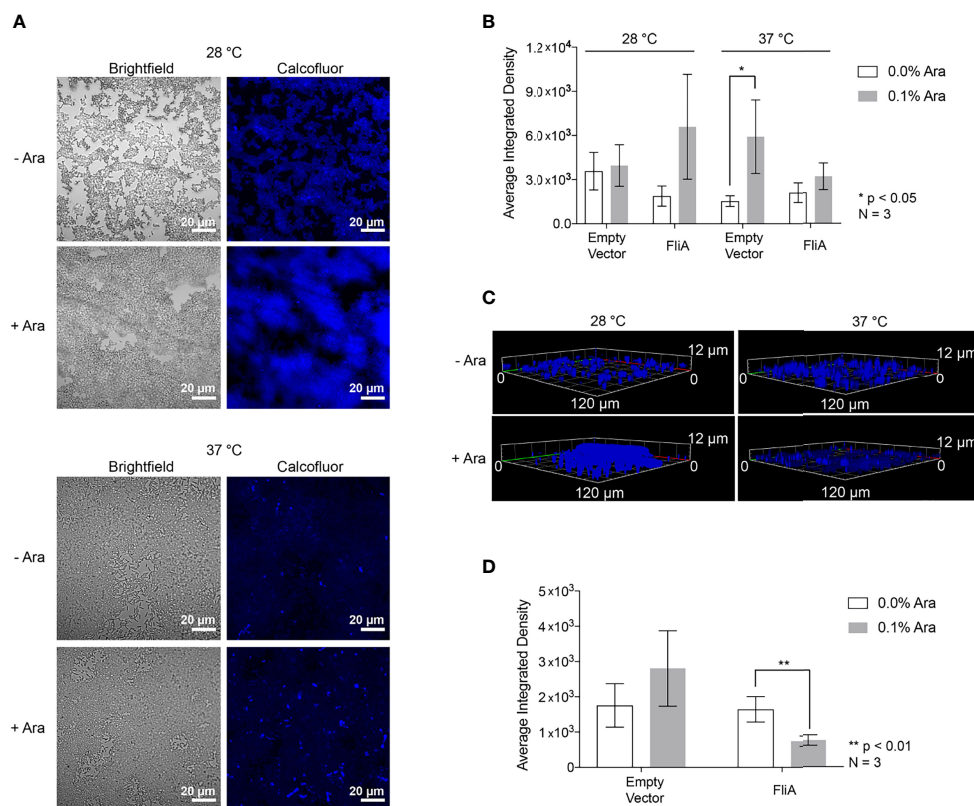 A
28 °C
Brightfield
Calcofluor
- Ara
20 µm
20 µm
+ Ara
20 µm
20 µm
37 °C
Brightfield
Calcofluor
- Ara
20 µm
20 µm
+ Ara
20 µm
20 µm
B
28 °C
37 °C
Average Integrated Density
1.2×10⁴
9.0×10³
6.0×10³
3.0×10³
0.0
*
0.0% Ara
0.1% Ara
* p < 0.05
N = 3
Empty
Vector
FliA
Empty
Vector
FliA
C
28 °C
37 °C
- Ara
12 µm
0
0
120 µm
12 µm
0
0
120 µm
+ Ara
12 µm
0
0
120 µm
12 µm
0
0
120 µm
D
Average Integrated Density
5×10³
4×10³
3×10³
2×10³
1×10³
0
**
0.0% Ara
0.1% Ara
** p < 0.01
N = 3
Empty
Vector
FliA